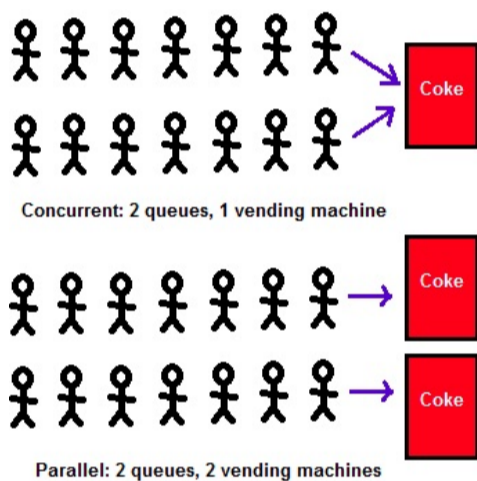 Coke
Concurrent: 2 queues, 1 vending machine
Coke
Coke
Parallel: 2 queues, 2 vending machines